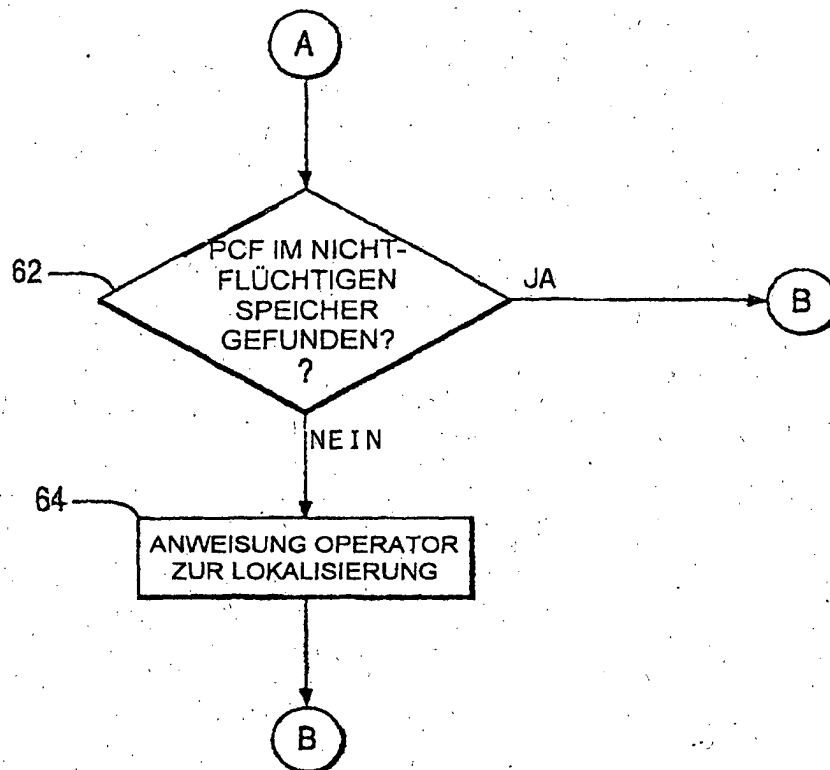 A
62
PCF IM NICHT-
FLÜCHTIGEN
SPEICHER
GEFUNDEN?
?
JA
B
NEIN
64
ANWEISUNG OPERATOR
ZUR LOKALISIERUNG
B